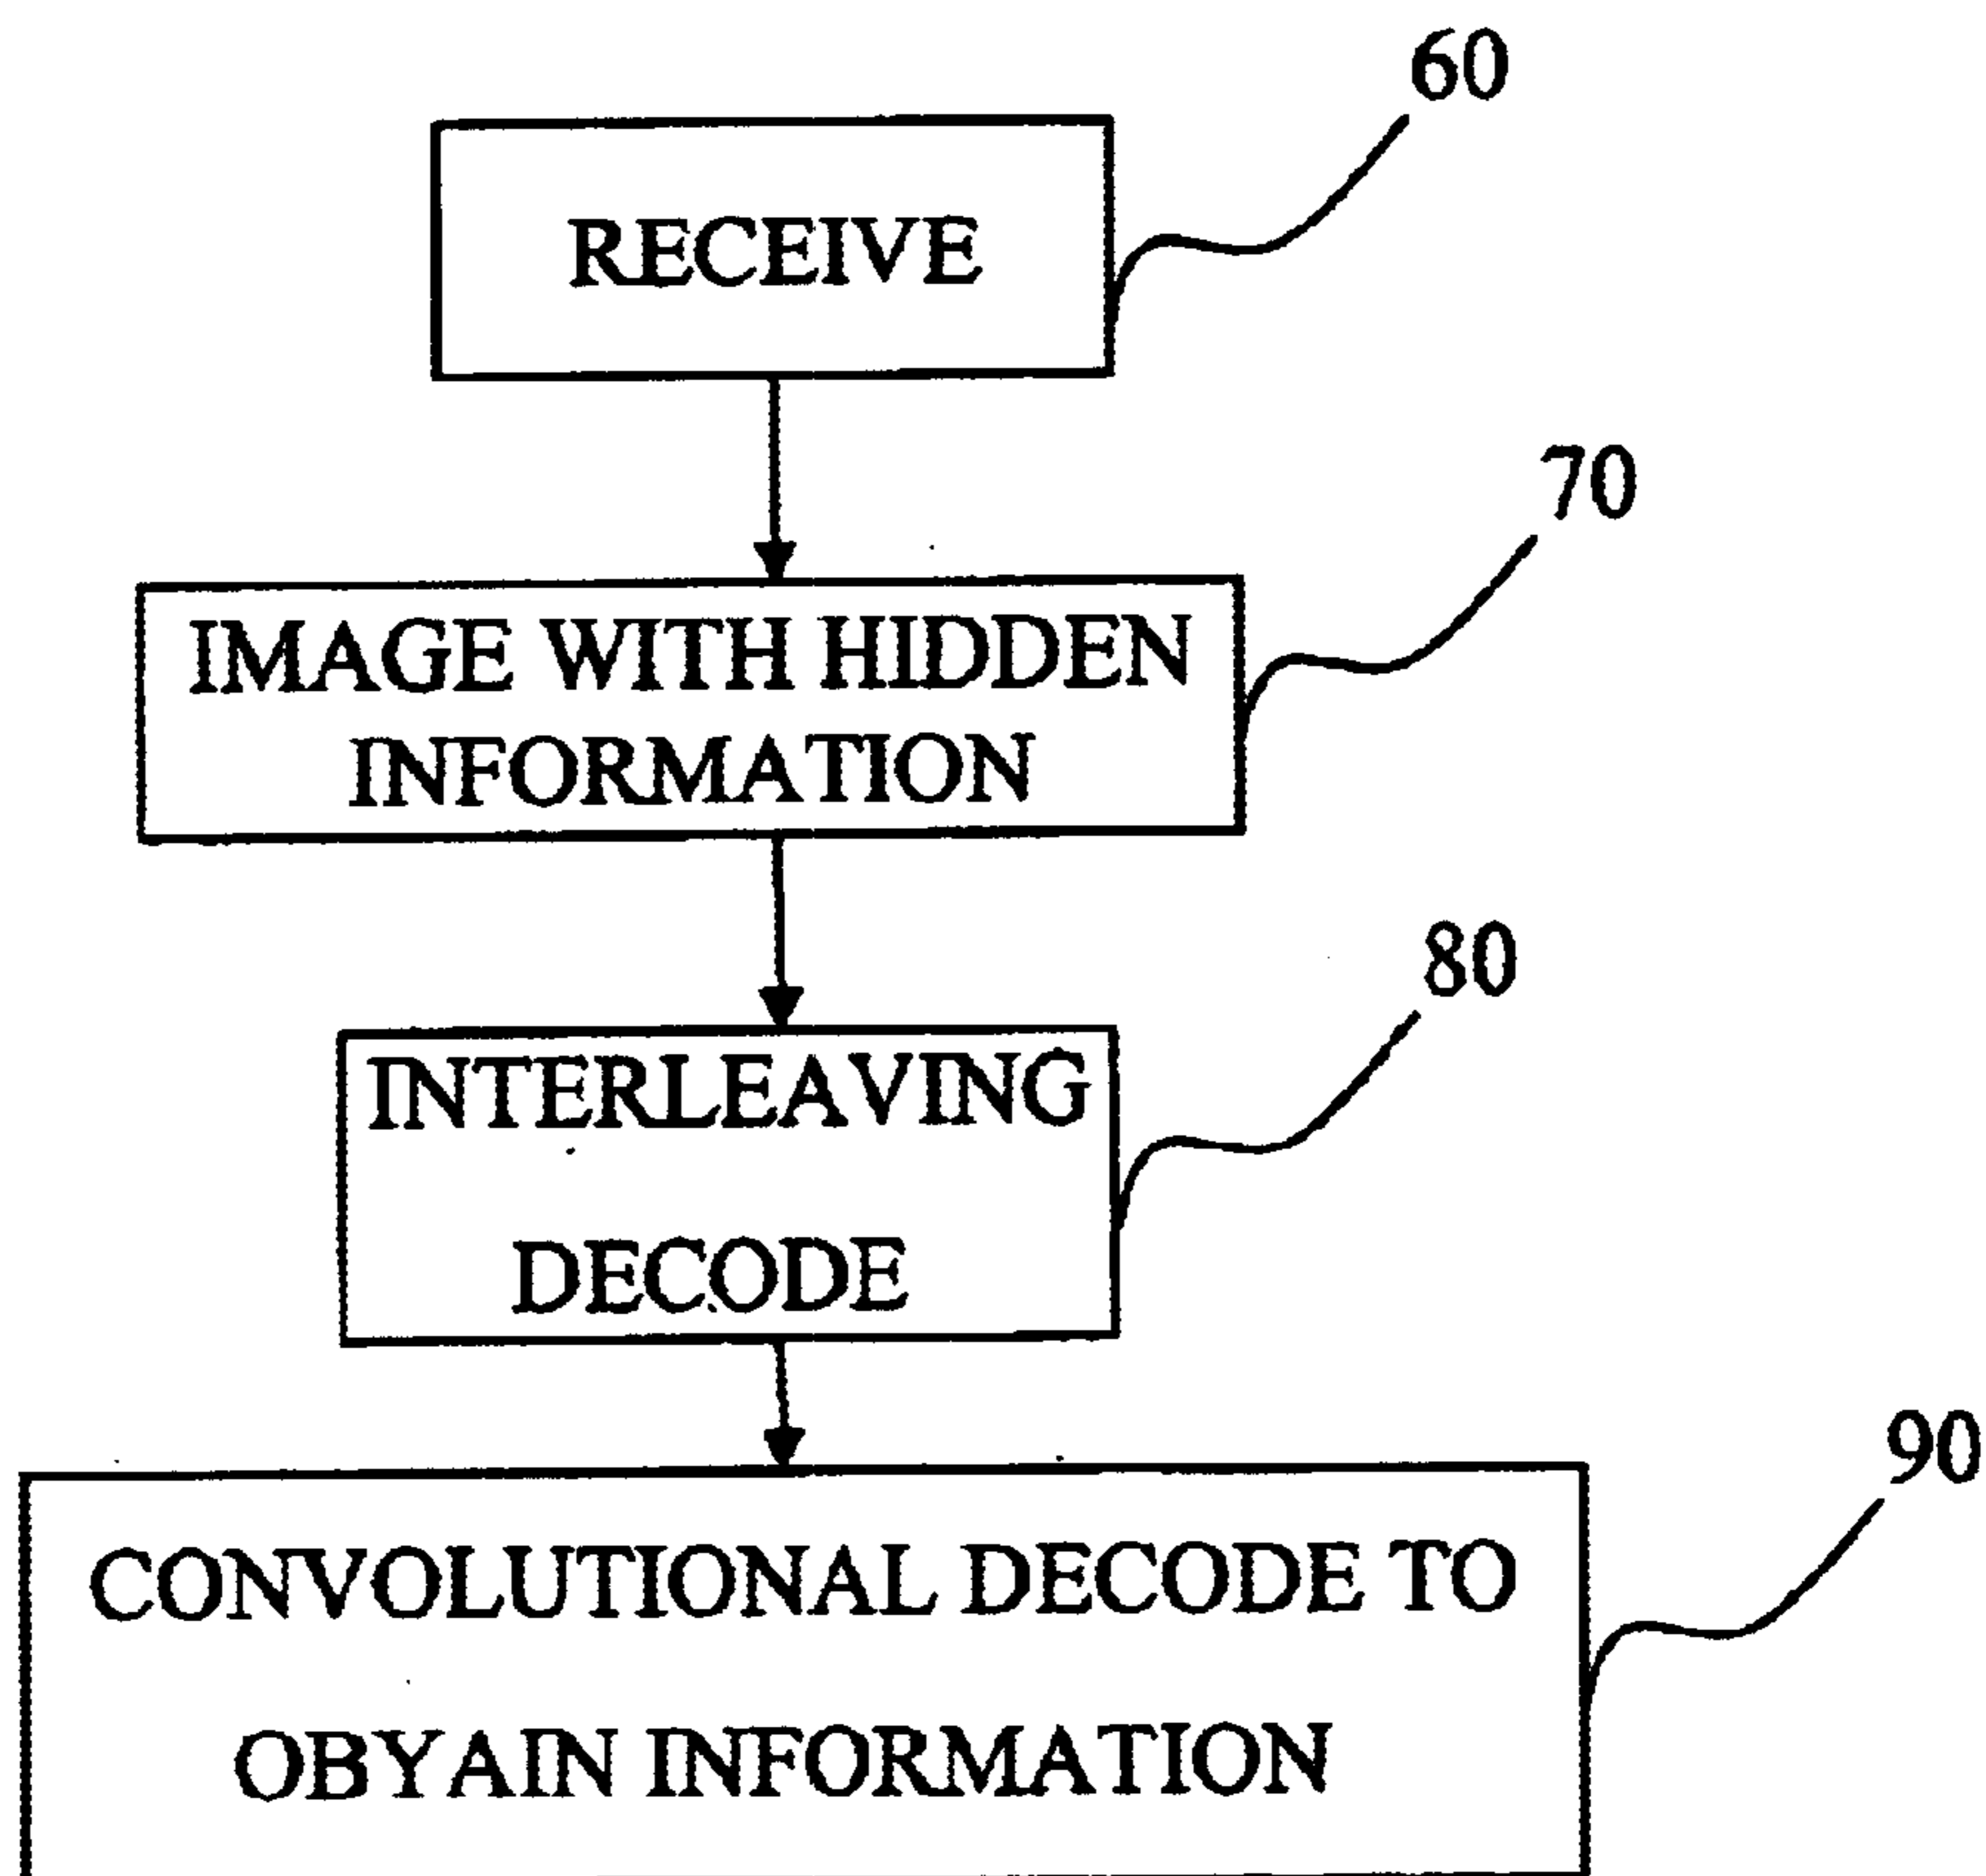 60
RECEIVE
70
IMAGE WITH HIDDEN
INFORMATION
80
INTERLEAVING
DECODE
90
CONVOLUTIONAL DECODE TO
OBYAIN INFORMATION